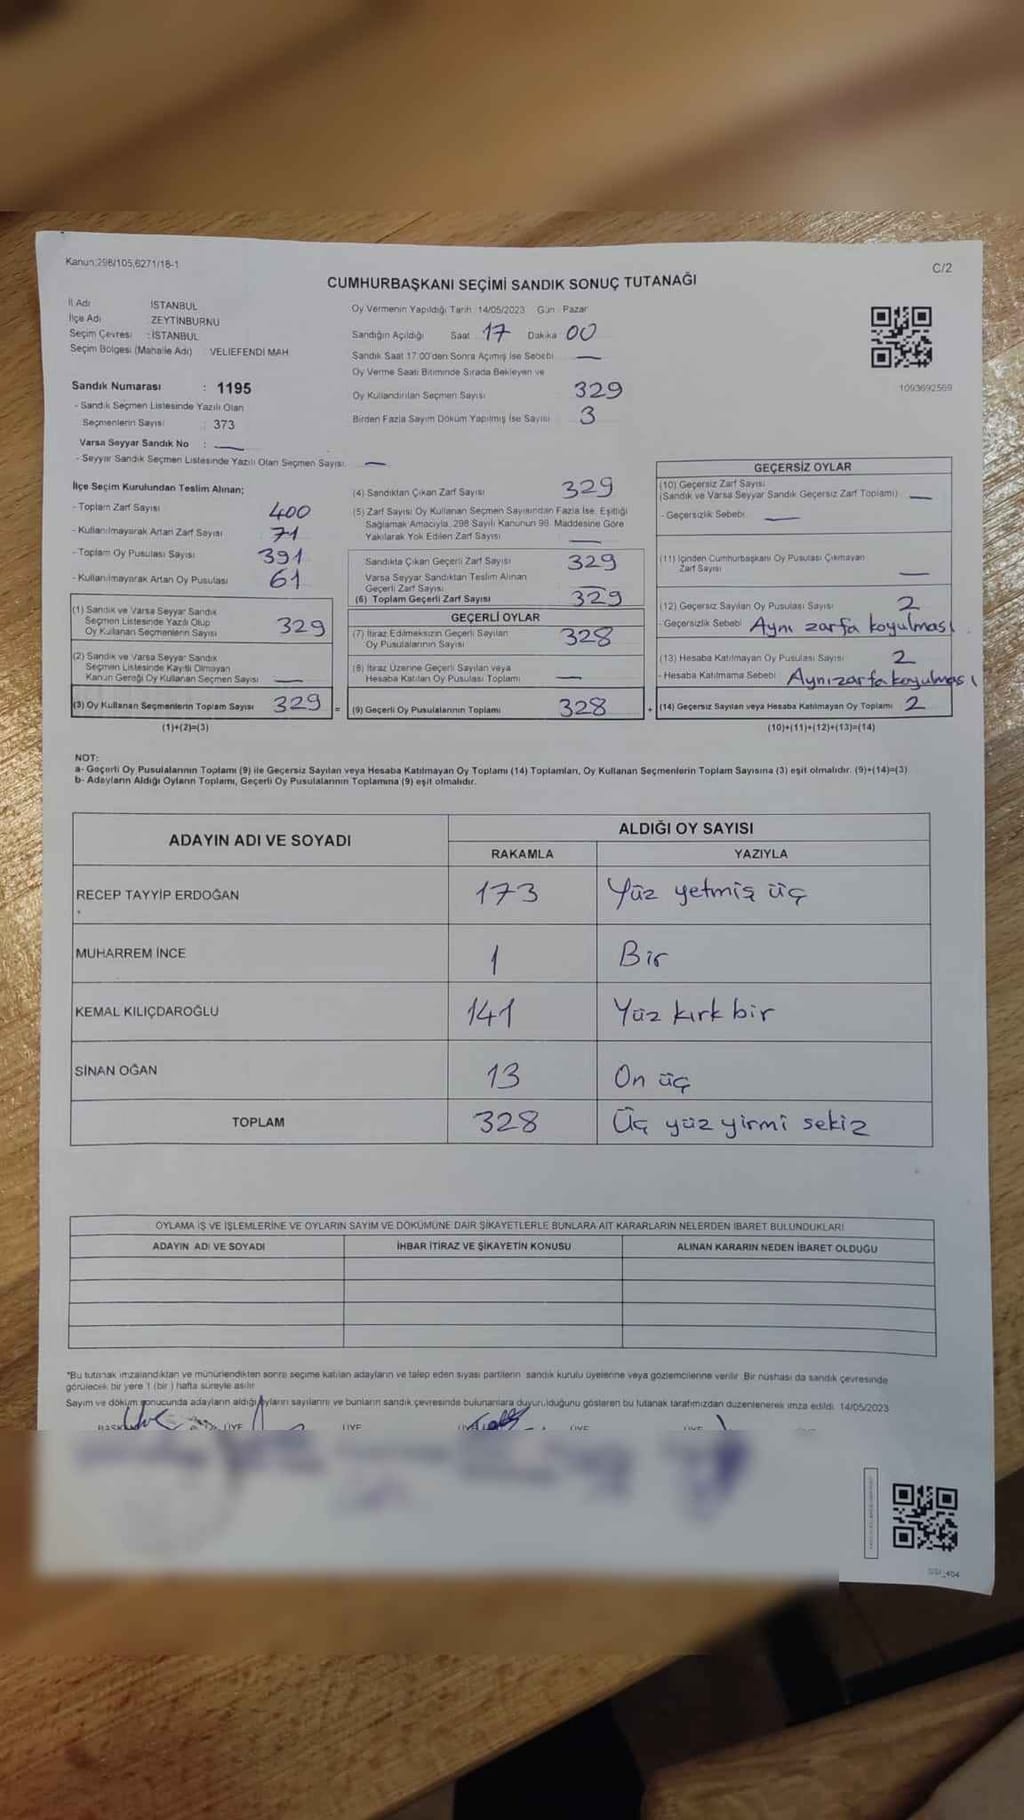 Kanun:298/105,6271/18-1
C/2
CUMHURBAŞKANI SEÇİMİ SANDIK SONUÇ TUTANAĞI
İl Adı İSTANBUL
İlçe Adı ZEYTİNBURNU
Seçim Çevresi : İSTANBUL
Seçim Bölgesi (Mahalle Adı) : VELİEFENDİ MAH.
Sandık Numarası : 1195
- Sandık Seçmen Listesinde Yazılı Olan
Seçmenlerin Sayısı : 373
Varsa Seyyar Sandık No : —
- Seyyar Sandık Seçmen Listesinde Yazılı Olan Seçmen Sayısı: —
Oy Vermenin Yapıldığı Tarih :14/05/2023 Gün : Pazar
Sandığın Açıldığı Saat 17 Dakika 00
Sandık Saat 17:00'den Sonra Açılmış İse Sebebi —
Oy Verme Saati Bitiminde Sırada Bekleyen ve
Oy Kullandırılan Seçmen Sayısı 329
Birden Fazla Sayım Döküm Yapılmış İse Sayısı 3
1093692569
İlçe Seçim Kurulundan Teslim Alınan;
- Toplam Zarf Sayısı 400
- Kullanılmayarak Artan Zarf Sayısı 71
- Toplam Oy Pusulası Sayısı 391
- Kullanılmayarak Artan Oy Pusulası 61
(1) Sandık ve Varsa Seyyar Sandık
Seçmen Listesinde Yazılı Olup
Oy Kullanan Seçmenlerin Sayısı 329
(2) Sandık ve Varsa Seyyar Sandık
Seçmen Listesinde Kayıtlı Olmayan
Kanun Gereği Oy Kullanan Seçmen Sayısı —
(3) Oy Kullanan Seçmenlerin Toplam Sayısı 329 =
(1)+(2)=(3)
(4) Sandıktan Çıkan Zarf Sayısı 329
(5) Zarf Sayısı Oy Kullanan Seçmen Sayısından Fazla İse, Eşitliği
Sağlamak Amacıyla, 298 Sayılı Kanunun 98. Maddesine Göre
Yakılarak Yok Edilen Zarf Sayısı —
Sandıkta Çıkan Geçerli Zarf Sayısı 329
Varsa Seyyar Sandıktan Teslim Alınan
Geçerli Zarf Sayısı
(6) Toplam Geçerli Zarf Sayısı 329
GEÇERLİ OYLAR
(7) İtiraz Edilmeksizin Geçerli Sayılan
Oy Pusulalarının Sayısı 328
(8) İtiraz Üzerine Geçerli Sayılan veya
Hesaba Katılan Oy Pusulası Toplamı —
(9) Geçerli Oy Pusulalarının Toplamı 328 +
GEÇERSİZ OYLAR
(10) Geçersiz Zarf Sayısı
(Sandık ve Varsa Seyyar Sandık Geçersiz Zarf Toplamı) —
- Geçersizlik Sebebi —
(11) İçinden Cumhurbaşkanı Oy Pusulası Çıkmayan
Zarf Sayısı —
(12) Geçersiz Sayılan Oy Pusulası Sayısı 2
- Geçersizlik Sebebi Aynı zarfa koyulması
(13) Hesaba Katılmayan Oy Pusulası Sayısı 2
- Hesaba Katılmama Sebebi Aynı zarfa koyulması
(14) Geçersiz Sayılan veya Hesaba Katılmayan Oy Toplamı 2
(10)+(11)+(12)+(13)=(14)
NOT:
a- Geçerli Oy Pusulalarının Toplamı (9) ile Geçersiz Sayılan veya Hesaba Katılmayan Oy Toplamı (14) Toplamları, Oy Kullanan Seçmenlerin Toplam Sayısına (3) eşit olmalıdır. (9)+(14)=(3)
b- Adayların Aldığı Oyların Toplamı, Geçerli Oy Pusulalarının Toplamına (9) eşit olmalıdır.
ADAYIN ADI VE SOYADI ALDIĞI OY SAYISI
RAKAMLA YAZIYLA
RECEP TAYYİP ERDOĞAN 173 Yüz yetmiş üç
MUHARREM İNCE 1 Bir
KEMAL KILIÇDAROĞLU 141 Yüz kırk bir
SİNAN OĞAN 13 On üç
TOPLAM 328 Üç yüz yirmi sekiz
OYLAMA İŞ VE İŞLEMLERİNE VE OYLARIN SAYIM VE DÖKÜMÜNE DAİR ŞİKAYETLERLE BUNLARA AİT KARARLARIN NELERDEN İBARET BULUNDUKLARI
ADAYIN ADI VE SOYADI İHBAR İTİRAZ VE ŞİKAYETİN KONUSU ALINAN KARARIN NEDEN İBARET OLDUĞU
*Bu tutanak imzalandıktan ve mühürlendikten sonra seçime katılan adayların ve talep eden siyasi partilerin sandık kurulu üyelerine veya gözlemcilerine verilir. Bir nüshası da sandık çevresinde
görülecek bir yere 1 (bir ) hafta süreyle asılır.
Sayım ve döküm sonucunda adayların aldığı oyların sayılarını ve bunların sandık çevresinde bulunanlara duyurulduğunu gösteren bu tutanak tarafımızdan düzenlenerek imza edildi. 14/05/2023
ÜYE ÜYE ÜYE ÜYE